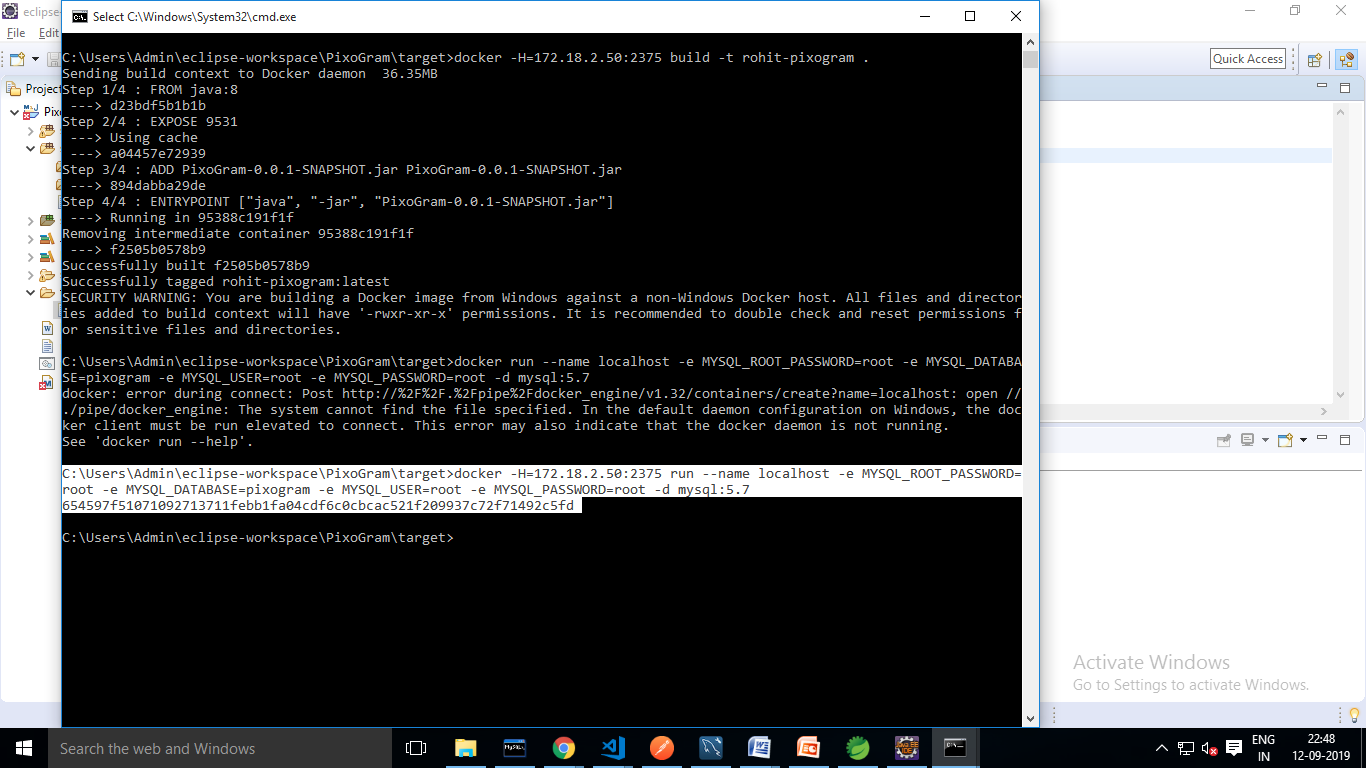 eclipse-
Select C:\Windows\System32\cmd.exe
File Edit
Quick Access
Project
Pix
C:\Users\Admin\eclipse-workspace\PixoGram\target>docker -H=172.18.2.50:2375 build -t rohit-pixogram .
Sending build context to Docker daemon  36.35MB
Step 1/4 : FROM java:8
 ---> d23bdf5b1b1b
Step 2/4 : EXPOSE 9531
 ---> Using cache
 ---> a04457e72939
Step 3/4 : ADD PixoGram-0.0.1-SNAPSHOT.jar PixoGram-0.0.1-SNAPSHOT.jar
 ---> 894dabba29de
Step 4/4 : ENTRYPOINT ["java", "-jar", "PixoGram-0.0.1-SNAPSHOT.jar"]
 ---> Running in 95388c191f1f
Removing intermediate container 95388c191f1f
 ---> f2505b0578b9
Successfully built f2505b0578b9
Successfully tagged rohit-pixogram:latest
SECURITY WARNING: You are building a Docker image from Windows against a non-Windows Docker host. All files and director
ies added to build context will have '-rwxr-xr-x' permissions. It is recommended to double check and reset permissions f
or sensitive files and directories.
C:\Users\Admin\eclipse-workspace\PixoGram\target>docker run --name localhost -e MYSQL_ROOT_PASSWORD=root -e MYSQL_DATABA
SE=pixogram -e MYSQL_USER=root -e MYSQL_PASSWORD=root -d mysql:5.7
docker: error during connect: Post http://%2F%2F.%2Fpipe%2Fdocker_engine/v1.32/containers/create?name=localhost: open //
./pipe/docker_engine: The system cannot find the file specified. In the default daemon configuration on Windows, the doc
ker client must be run elevated to connect. This error may also indicate that the docker daemon is not running.
See 'docker run --help'.
C:\Users\Admin\eclipse-workspace\PixoGram\target>docker -H=172.18.2.50:2375 run --name localhost -e MYSQL_ROOT_PASSWORD=
root -e MYSQL_DATABASE=pixogram -e MYSQL_USER=root -e MYSQL_PASSWORD=root -d mysql:5.7
654597f51071092713711febb1fa04cdf6c0cbcac521f209937c72f71492c5fd
C:\Users\Admin\eclipse-workspace\PixoGram\target>
Activate Windows
Go to Settings to activate Windows.
Search the web and Windows
ENG
IN
22:48
12-09-2019